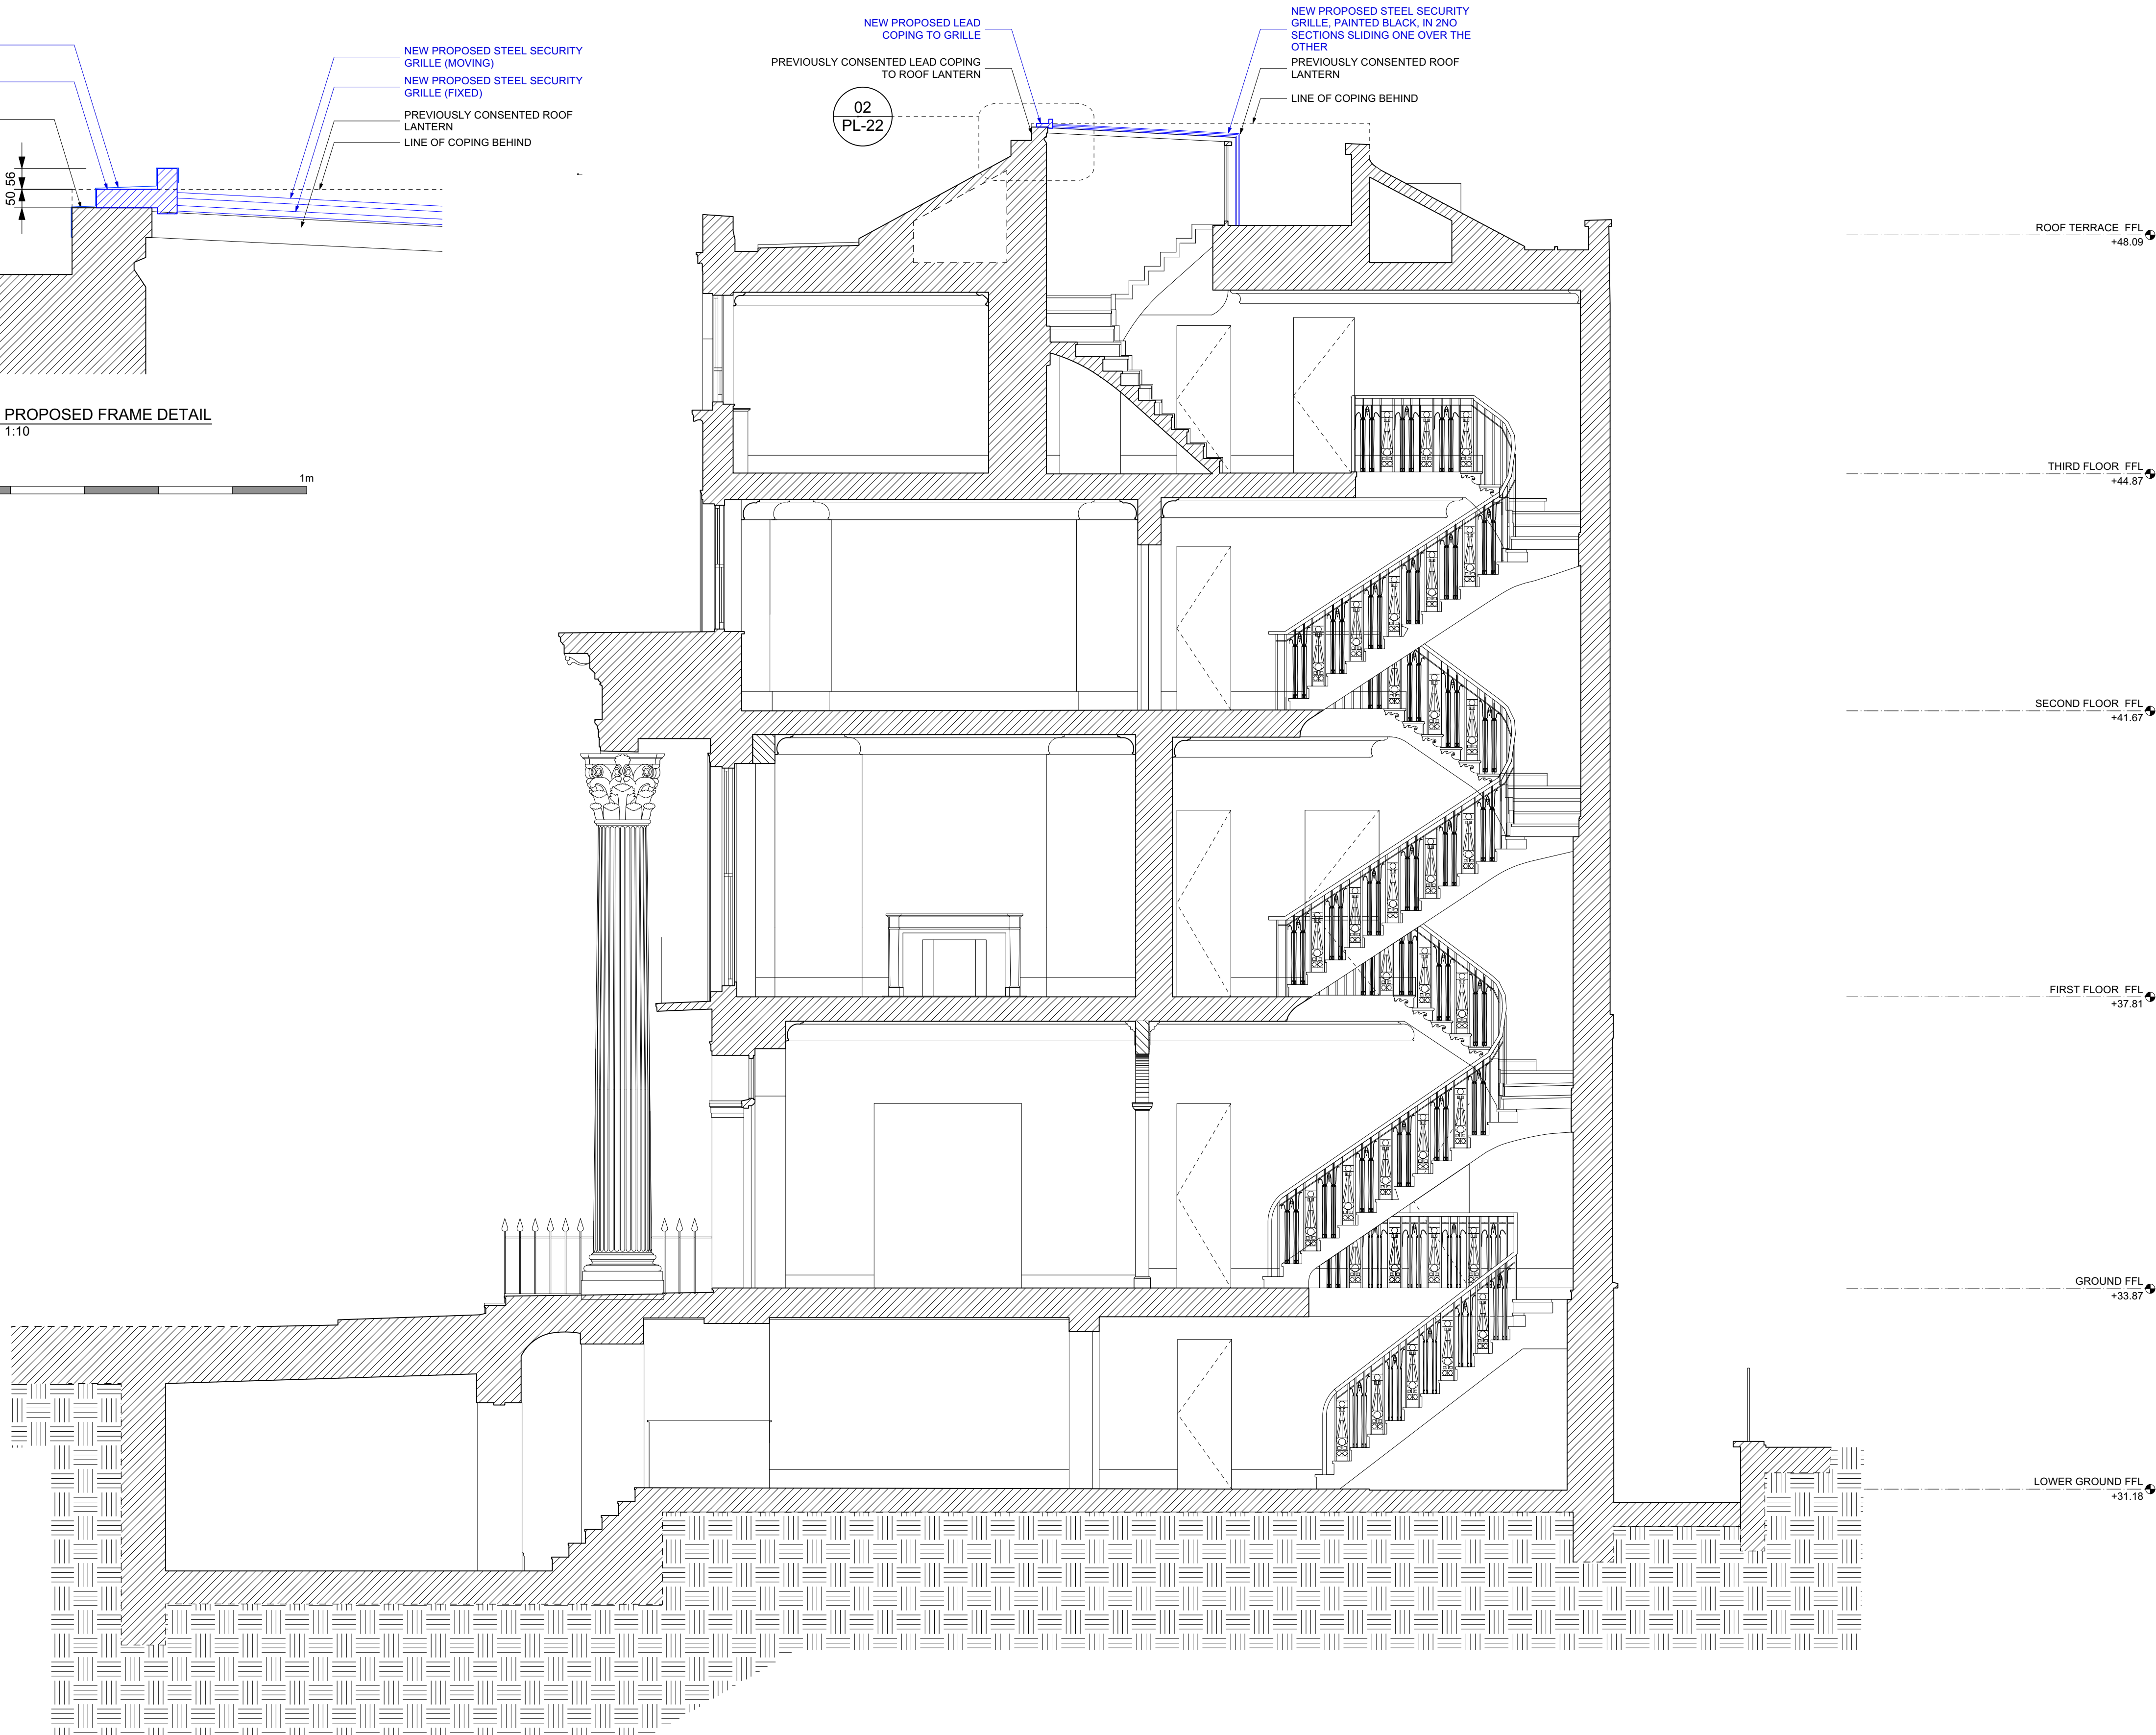 NEW PROPOSED STEEL SECURITY
GRILLE (MOVING)
NEW PROPOSED STEEL SECURITY
GRILLE (FIXED)
PREVIOUSLY CONSENTED ROOF
LANTERN
LINE OF COPING BEHIND
50 56
PROPOSED FRAME DETAIL
1:10
1m
NEW PROPOSED LEAD
COPING TO GRILLE
PREVIOUSLY CONSENTED LEAD COPING
TO ROOF LANTERN
02
PL-22
NEW PROPOSED STEEL SECURITY
GRILLE, PAINTED BLACK, IN 2NO
SECTIONS SLIDING ONE OVER THE
OTHER
PREVIOUSLY CONSENTED ROOF
LANTERN
LINE OF COPING BEHIND
ROOF TERRACE FFL
+48.09
THIRD FLOOR FFL
+44.87
SECOND FLOOR FFL
+41.67
FIRST FLOOR FFL
+37.81
GROUND FFL
+33.87
LOWER GROUND FFL
+31.18